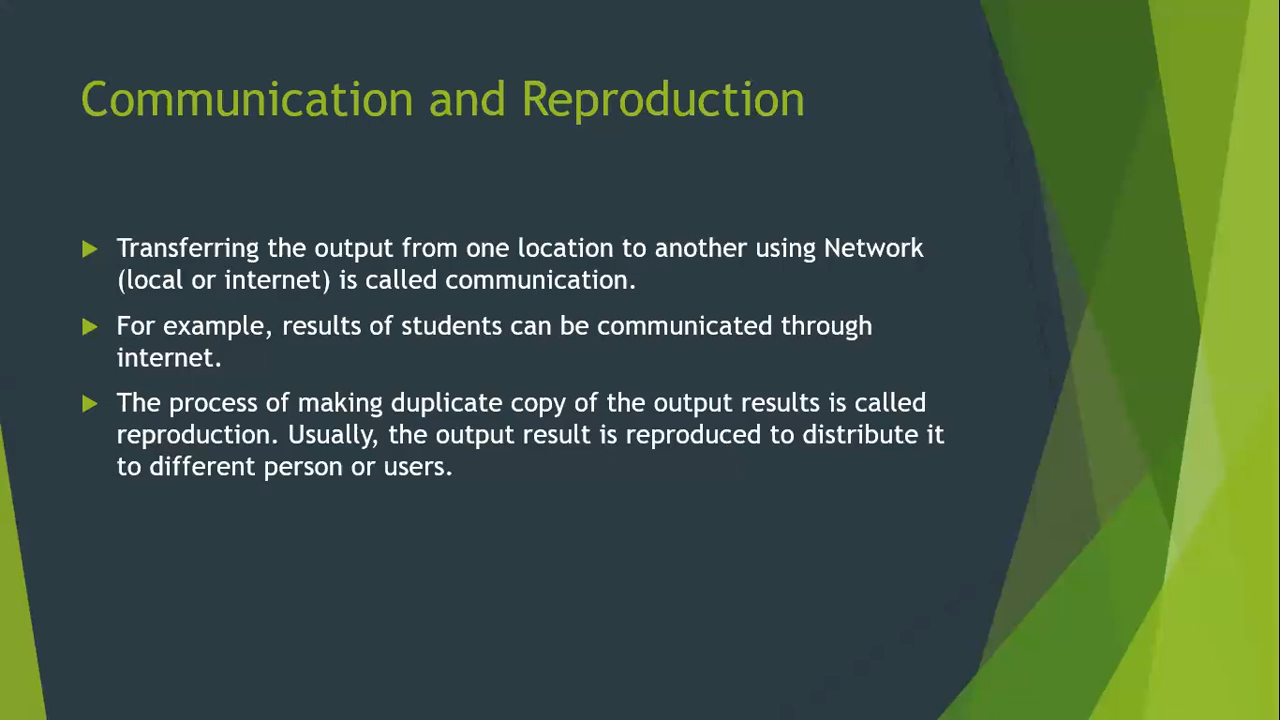 Communication and Reproduction
Transferring the output from one location to another using Network
(local or internet) is called communication.
For example, results of students can be communicated through
internet.
The process of making duplicate copy of the output results is called
reproduction. Usually, the output result is reproduced to distribute it
to different person or users.